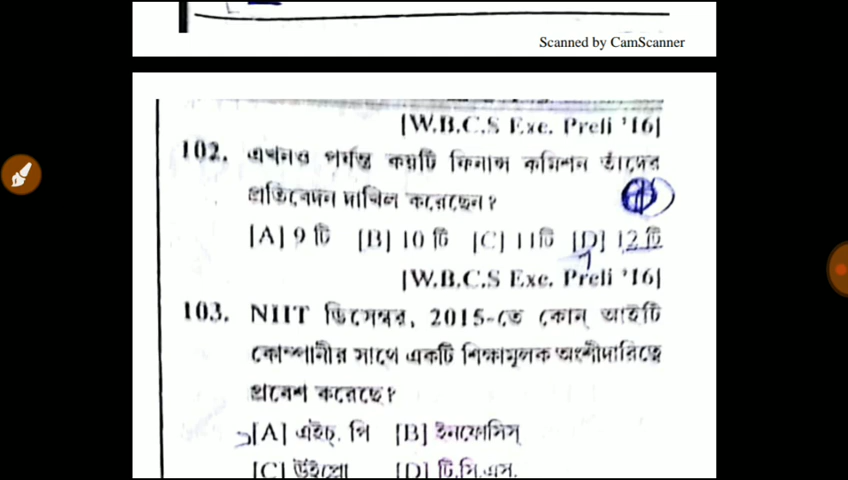 Scanned by CamScanner
[W.B.C.S Exe. Preli '16]
102. এখনও পর্যন্ত কয়টি ফিনান্স কমিশন তাঁদের
প্রতিবেদন দাখিল করেছেন?
[A] 9 টি [B] 10 টি [C] 11টি [D] 12 টি
[W.B.C.S Exe. Preli '16]
103. NIIT ডিসেম্বর, 2015-তে কোন্ আইটি
কোম্পানীর সাথে একটি শিক্ষামূলক অংশীদারিত্বে
প্রবেশ করেছে?
[A] এইচ্. পি [B] ইনফোসিস্
[C] উইপ্রো [D] টি.সি.এস.